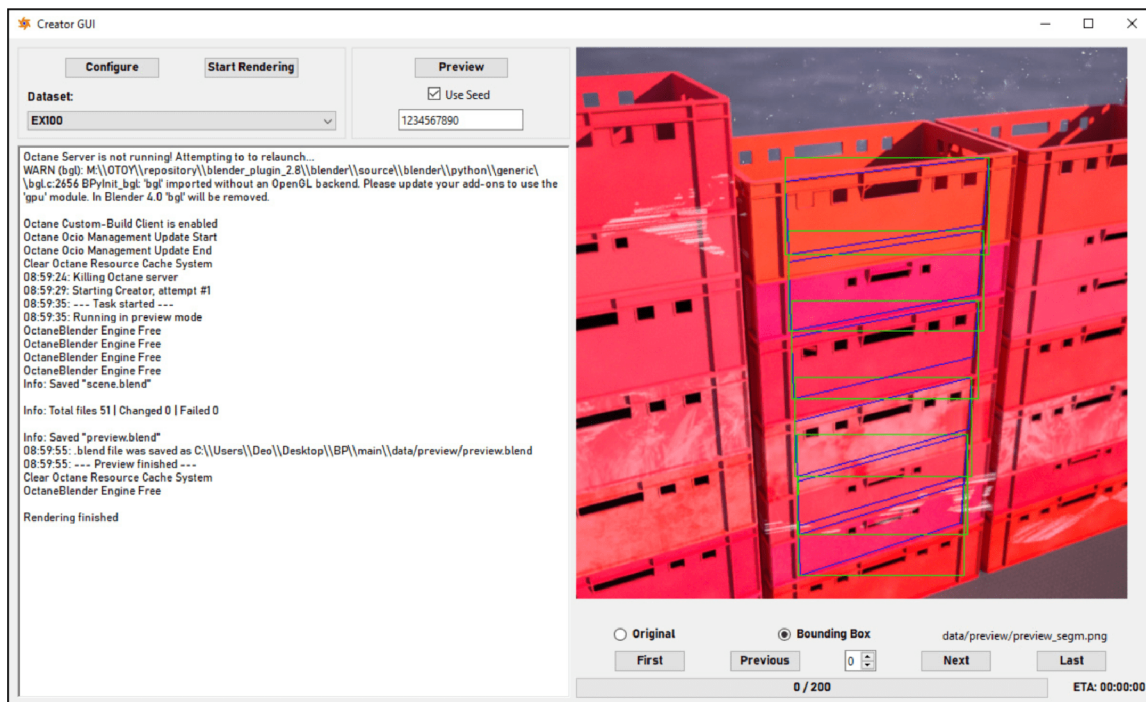 Creator GUI
Configure
Start Rendering
Preview
Dataset:
Use Seed
EX100
1234567890
Octane Server is not running! Attempting to to relaunch...
WARN (bgl): M:\\OTOY\\repository\\blender_plugin_2.8\\blender\\source\\blender\\python\\generic\
\bgl.c:2656 BPyInit_bgl: 'bgl' imported without an OpenGL backend. Please update your add-ons to use the
'gpu' module. In Blender 4.0 'bgl' will be removed.
Octane Custom-Build Client is enabled
Octane Ocio Management Update Start
Octane Ocio Management Update End
Clear Octane Resource Cache System
08:59:24: Killing Octane server
08:59:29: Starting Creator, attempt #1
08:59:35: --- Task started ---
08:59:35: Running in preview mode
OctaneBlender Engine Free
OctaneBlender Engine Free
OctaneBlender Engine Free
OctaneBlender Engine Free
Info: Saved "scene.blend"
Info: Total files 51 | Changed 0 | Failed 0
Info: Saved "preview.blend"
08:59:55: .blend file was saved as C:\\Users\\Deo\\Desktop\\BP\\main\\data/preview/preview.blend
08:59:55: --- Preview finished ---
Clear Octane Resource Cache System
OctaneBlender Engine Free
Rendering finished
Original
Bounding Box
data/preview/preview_segm.png
First
Previous
0
Next
Last
0 / 200
ETA: 00:00:00